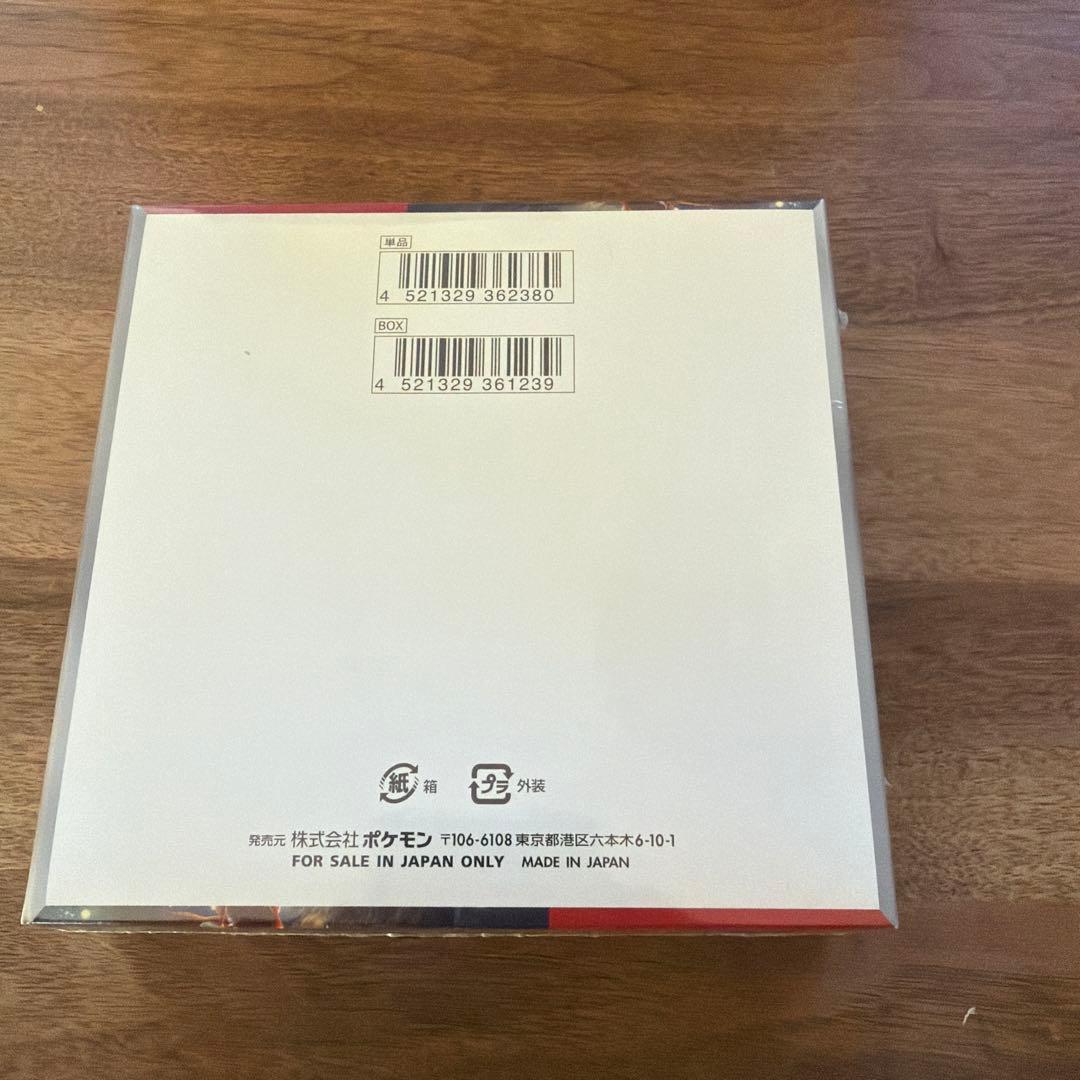 単品
4 521329 362380
BOX
4 521329 361239
紙 箱 プラ 外装
発売元 株式会社 ポケモン 〒106-6108 東京都港区六本木6-10-1
FOR SALE IN JAPAN ONLY MADE IN JAPAN